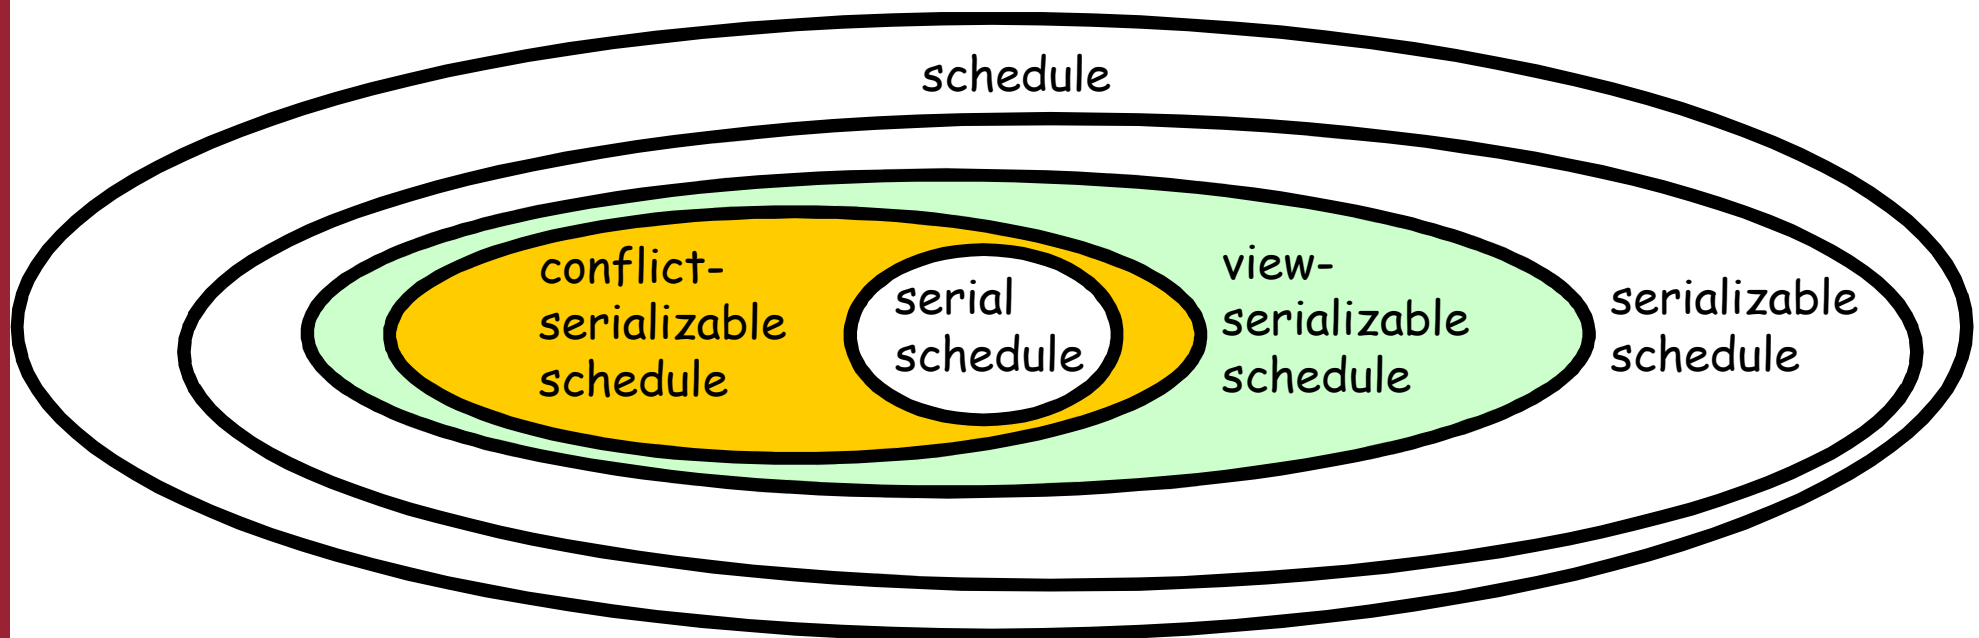 schedule
conflict-
serializable
schedule
serial
schedule
view-
serializable
schedule
serializable
schedule